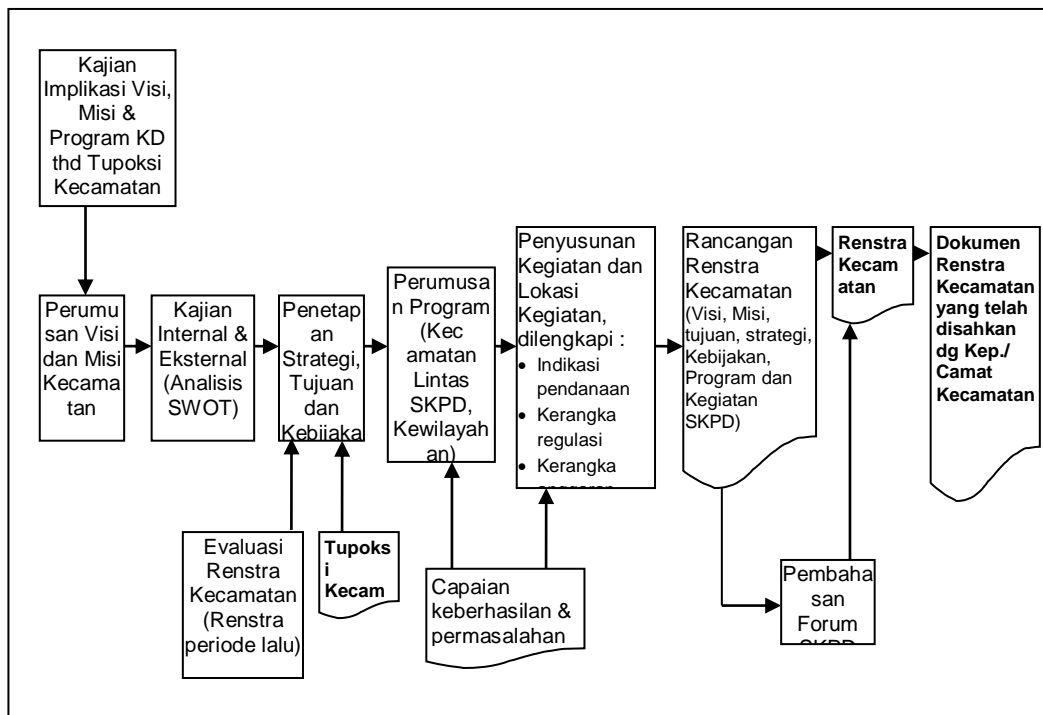 Kajian
Implikasi Visi,
Misi &
Program KD
thd Tupoksi
Kecamatan
Perumu
san Visi
dan Misi
Kecama
tan
Kajian
Internal &
Eksternal
(Analisis
SWOT)
Penetap
an
Strategi,
Tujuan
dan
Kebijaka
Perumusa
n Program
(Kec
amatan
Lintas
SKPD,
Kewilayah
an)
Penyusunan
Kegiatan dan
Lokasi
Kegiatan,
dilengkapi :
• Indikasi
pendanaan
• Kerangka
regulasi
• Kerangka
anggaran
Rancangan
Renstra
Kecamatan
(Visi, Misi,
tujuan, strategi,
Kebijakan,
Program dan
Kegiatan
SKPD)
Renstra
Kecam
atan
Dokumen
Renstra
Kecamatan
yang telah
disahkan
dg Kep./
Camat
Kecamatan
Evaluasi
Renstra
Kecamatan
(Renstra
periode lalu)
Tupoks
i
Kecam
Capaian
keberhasilan &
permasalahan
Pembaha
san
Forum
SKPD